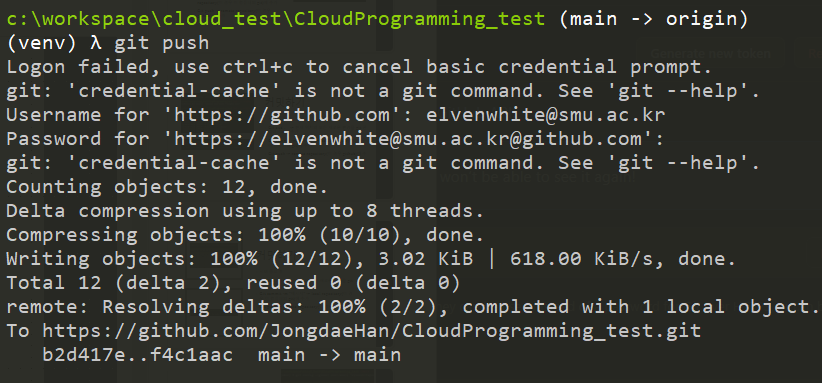 c:\workspace\cloud_test\CloudProgramming_test (main -> origin)
(venv) λ git push
Logon failed, use ctrl+c to cancel basic credential prompt.
git: 'credential-cache' is not a git command. See 'git --help'.
Username for 'https://github.com': elvenwhite@smu.ac.kr
Password for 'https://elvenwhite@smu.ac.kr@github.com':
git: 'credential-cache' is not a git command. See 'git --help'.
Counting objects: 12, done.
Delta compression using up to 8 threads.
Compressing objects: 100% (10/10), done.
Writing objects: 100% (12/12), 3.02 KiB | 618.00 KiB/s, done.
Total 12 (delta 2), reused 0 (delta 0)
remote: Resolving deltas: 100% (2/2), completed with 1 local object.
To https://github.com/JongdaeHan/CloudProgramming_test.git
   b2d417e..f4c1aac  main -> main